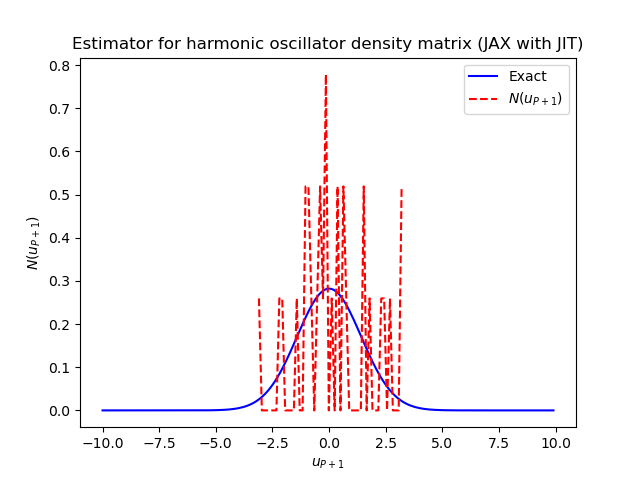 Estimator for harmonic oscillator density matrix (JAX with JIT)
0.8
0.7
0.6
0.5
0.4
0.3
0.2
0.1
0.0
N(u_{P+1})
Exact
N(u_{P+1})
−10.0 −7.5 −5.0 −2.5 0.0 2.5 5.0 7.5 10.0
u_{P+1}